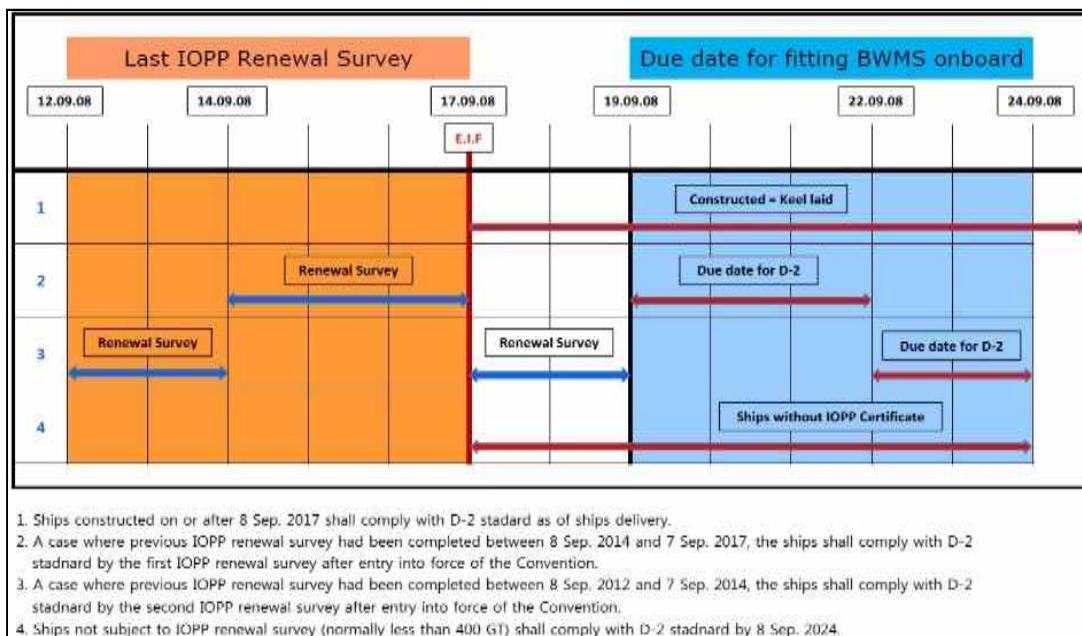 Last IOPP Renewal Survey
Due date for fitting BWMS onboard
12.09.08
14.09.08
17.09.08
19.09.08
22.09.08
24.09.08
E.I.F
1
Constructed = Keel laid
2
Renewal Survey
Due date for D-2
3
Renewal Survey
Renewal Survey
Due date for D-2
4
Ships without IOPP Certificate
1. Ships constructed on or after 8 Sep. 2017 shall comply with D-2 stadard as of ships delivery.
2. A case where previous IOPP renewal survey had been completed between 8 Sep. 2014 and 7 Sep. 2017, the ships shall comply with D-2
stadnard by the first IOPP renewal survey after entry into force of the Convention.
3. A case where previous IOPP renewal survey had been completed between 8 Sep. 2012 and 7 Sep. 2014, the ships shall comply with D-2
stadnard by the second IOPP renewal survey after entry into force of the Convention.
4. Ships not subject to IOPP renewal survey (normally less than 400 GT) shall comply with D-2 stadnard by 8 Sep. 2024.